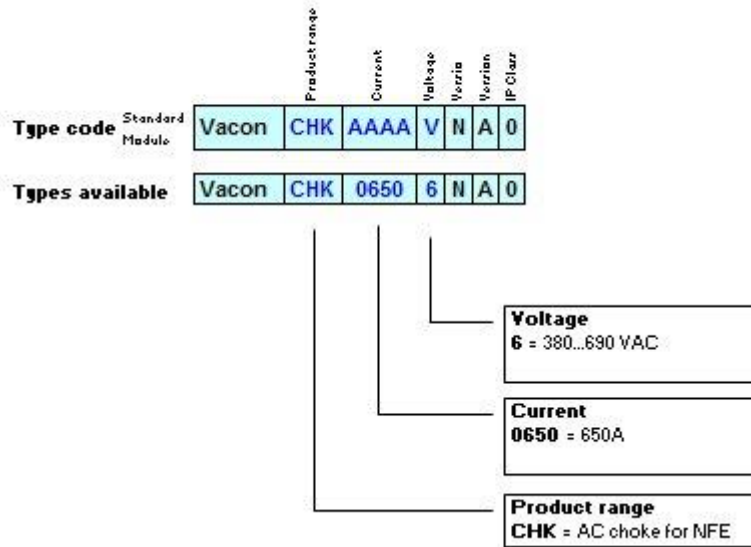 Product range
Current
Voltage
Versio
Version
IP Class
Type code Standard Module Vacon CHK AAAA V N A 0
Types available Vacon CHK 0650 6 N A 0
Voltage
6 = 380...690 VAC
Current
0650 = 650A
Product range
CHK = AC choke for NFE